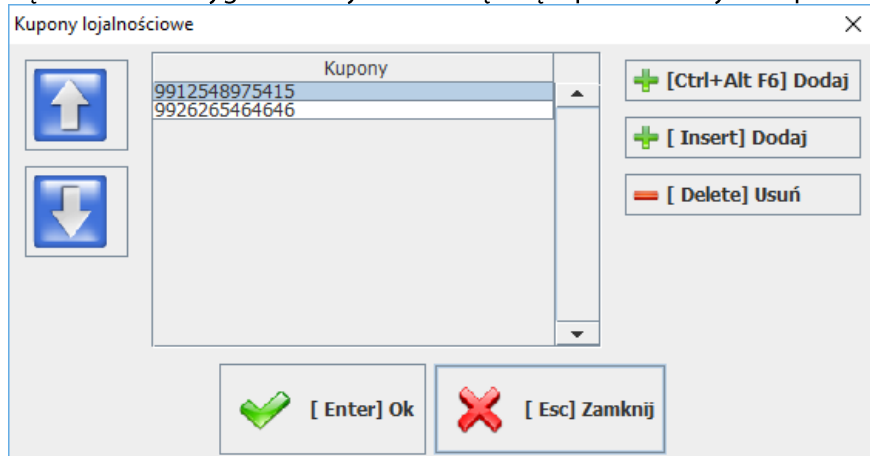 Kupony lojalnościowe
Kupony
9912548975415
9926265464646
[Ctrl+Alt F6] Dodaj
[ Insert] Dodaj
[ Delete] Usuń
[ Enter] Ok
[ Esc] Zamknij